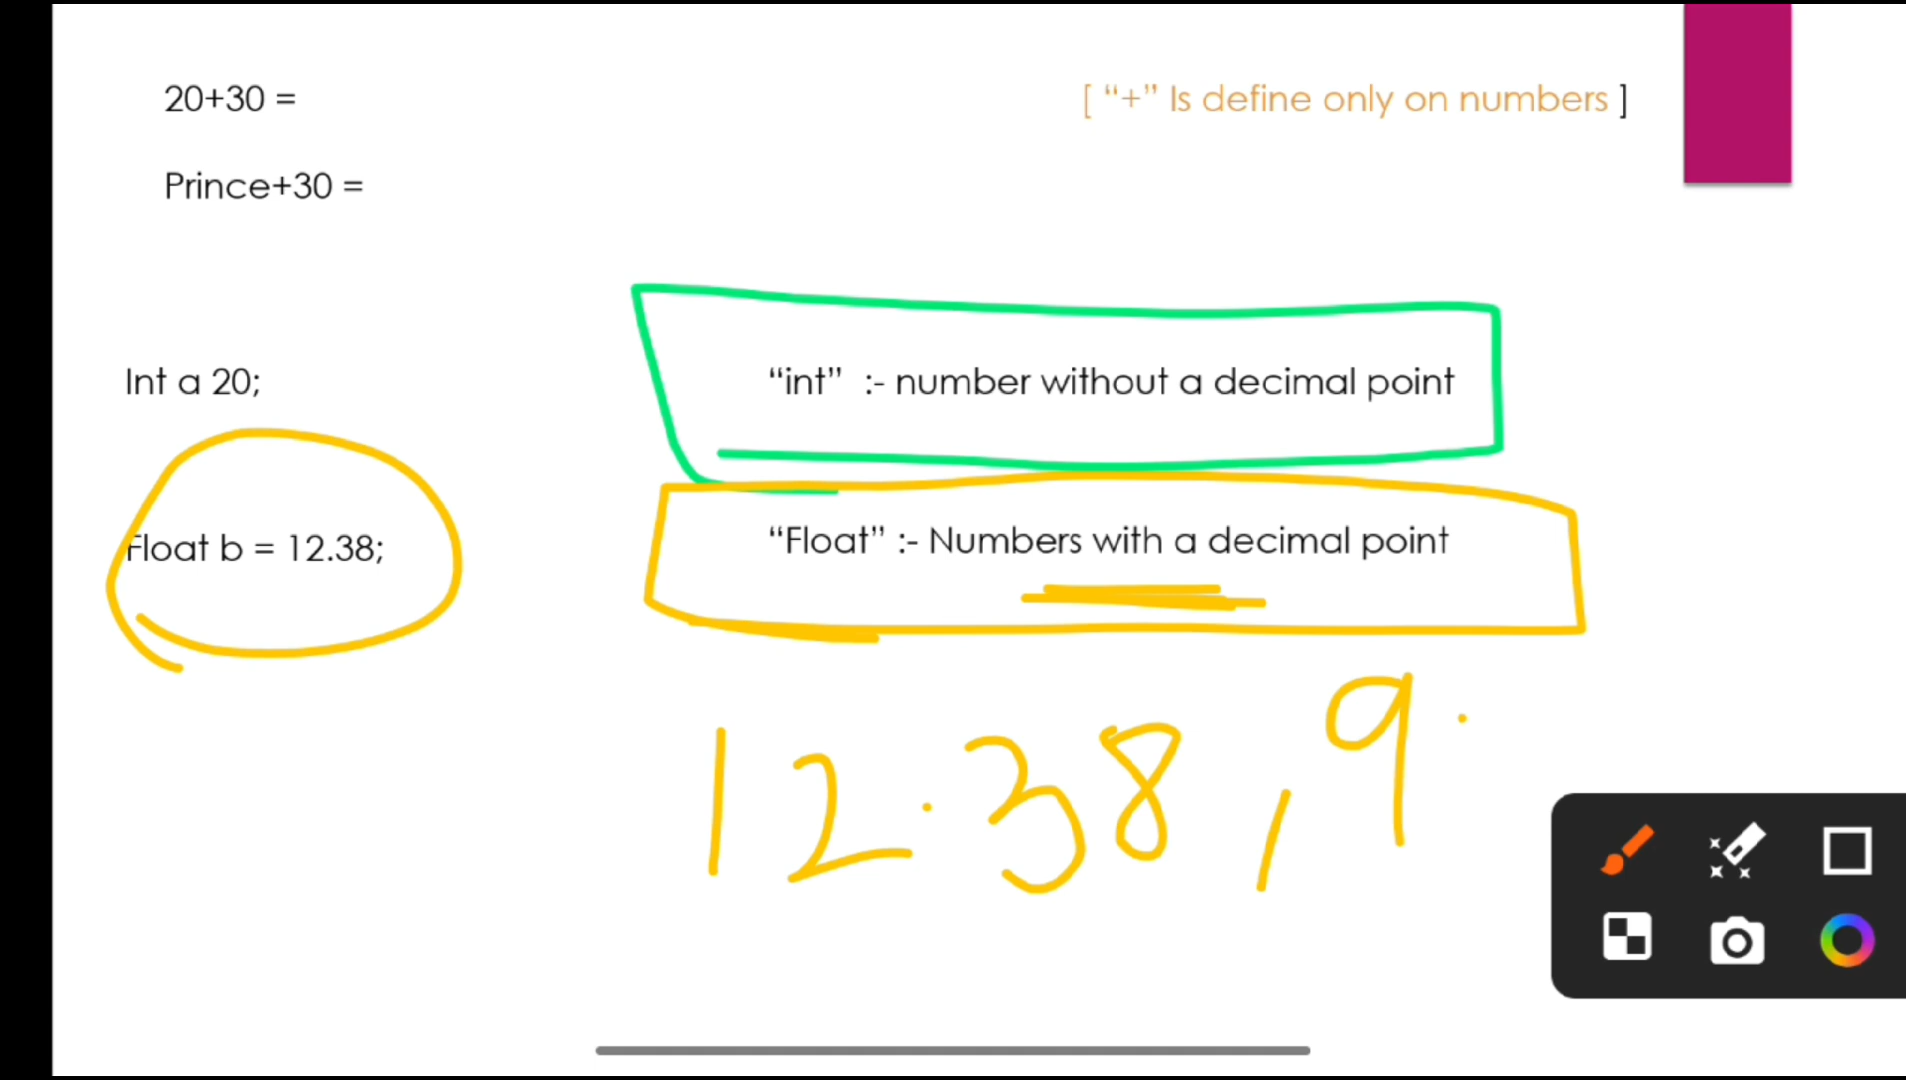 20+30 =
[ “+” Is define only on numbers ]
Prince+30 =
Int a 20;
“int” :- number without a decimal point
Float b = 12.38;
“Float” :- Numbers with a decimal point
12.38 , 9.